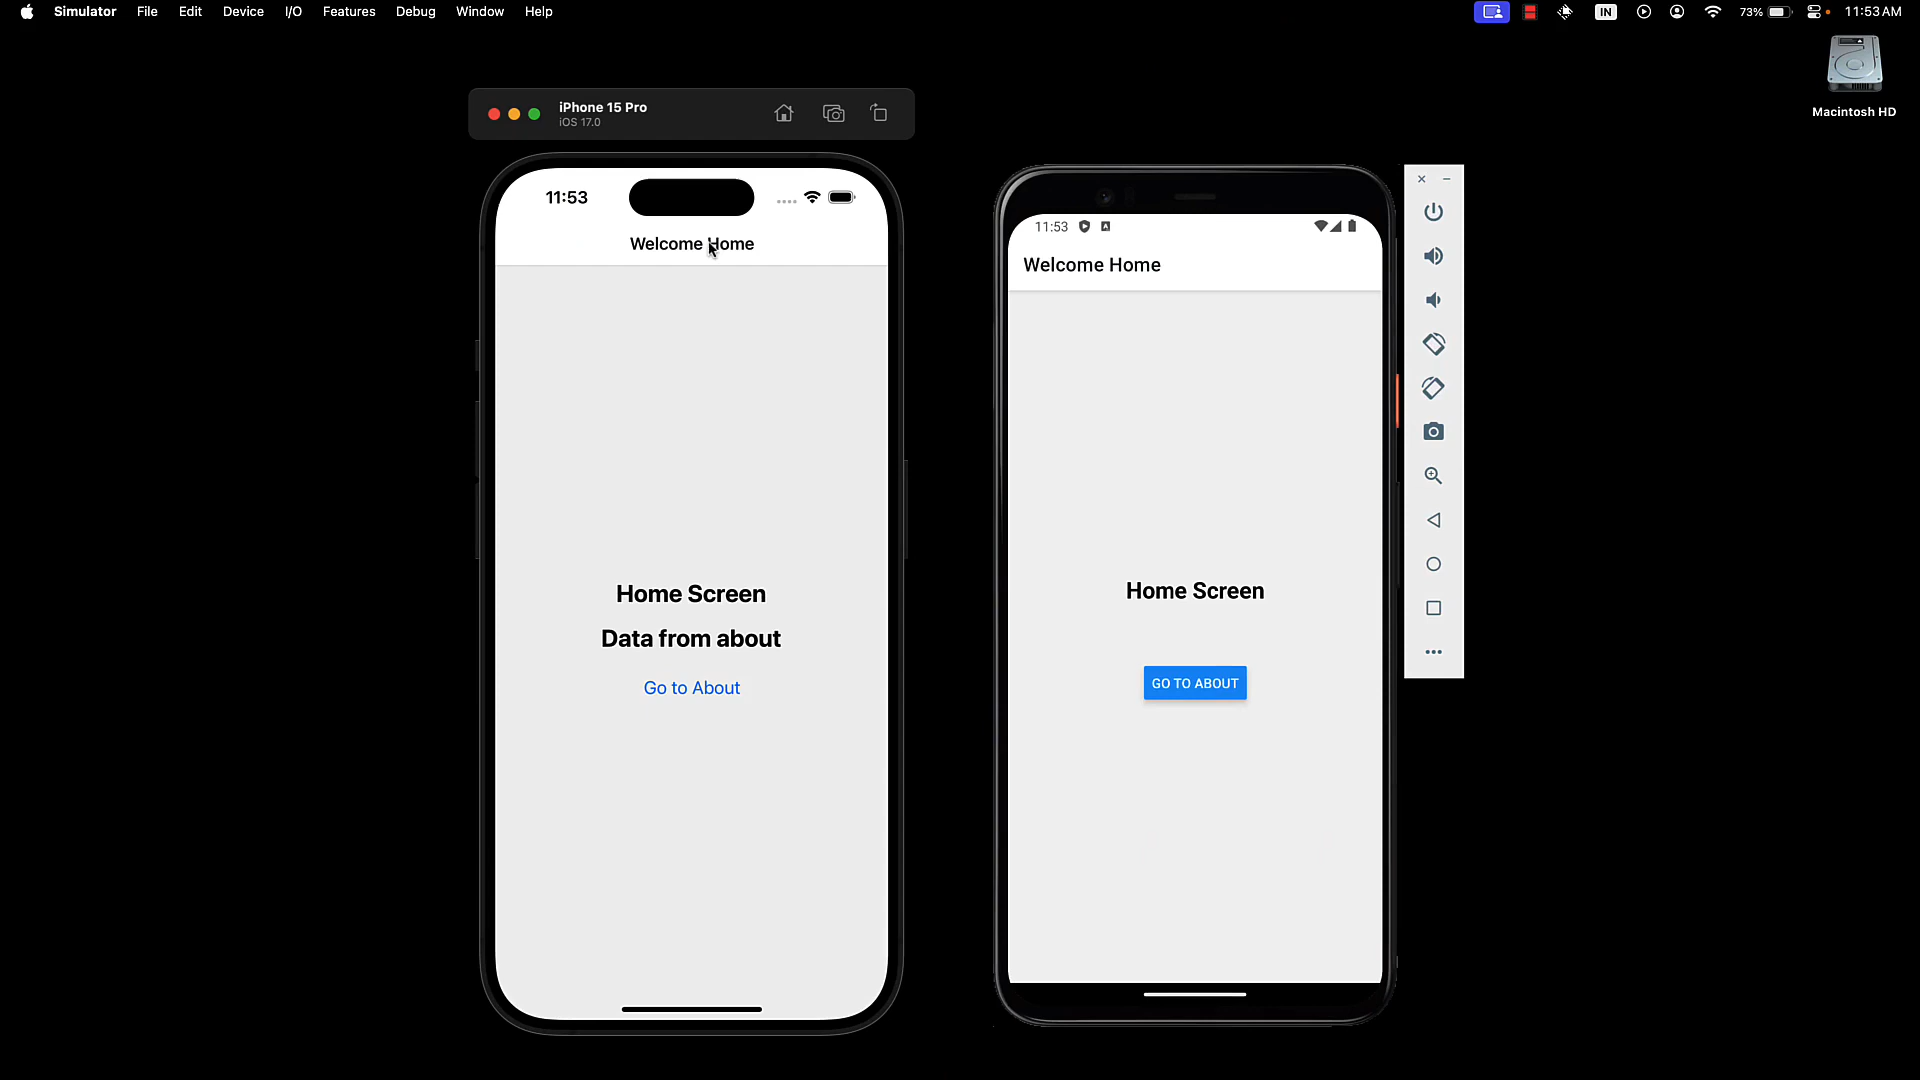 Simulator File Edit Device I/O Features Debug Window Help
IN 73% 11:53 AM
Macintosh HD
iPhone 15 Pro
iOS 17.0
11:53
Welcome Home
Home Screen
Data from about
Go to About
11:53
Welcome Home
Home Screen
GO TO ABOUT